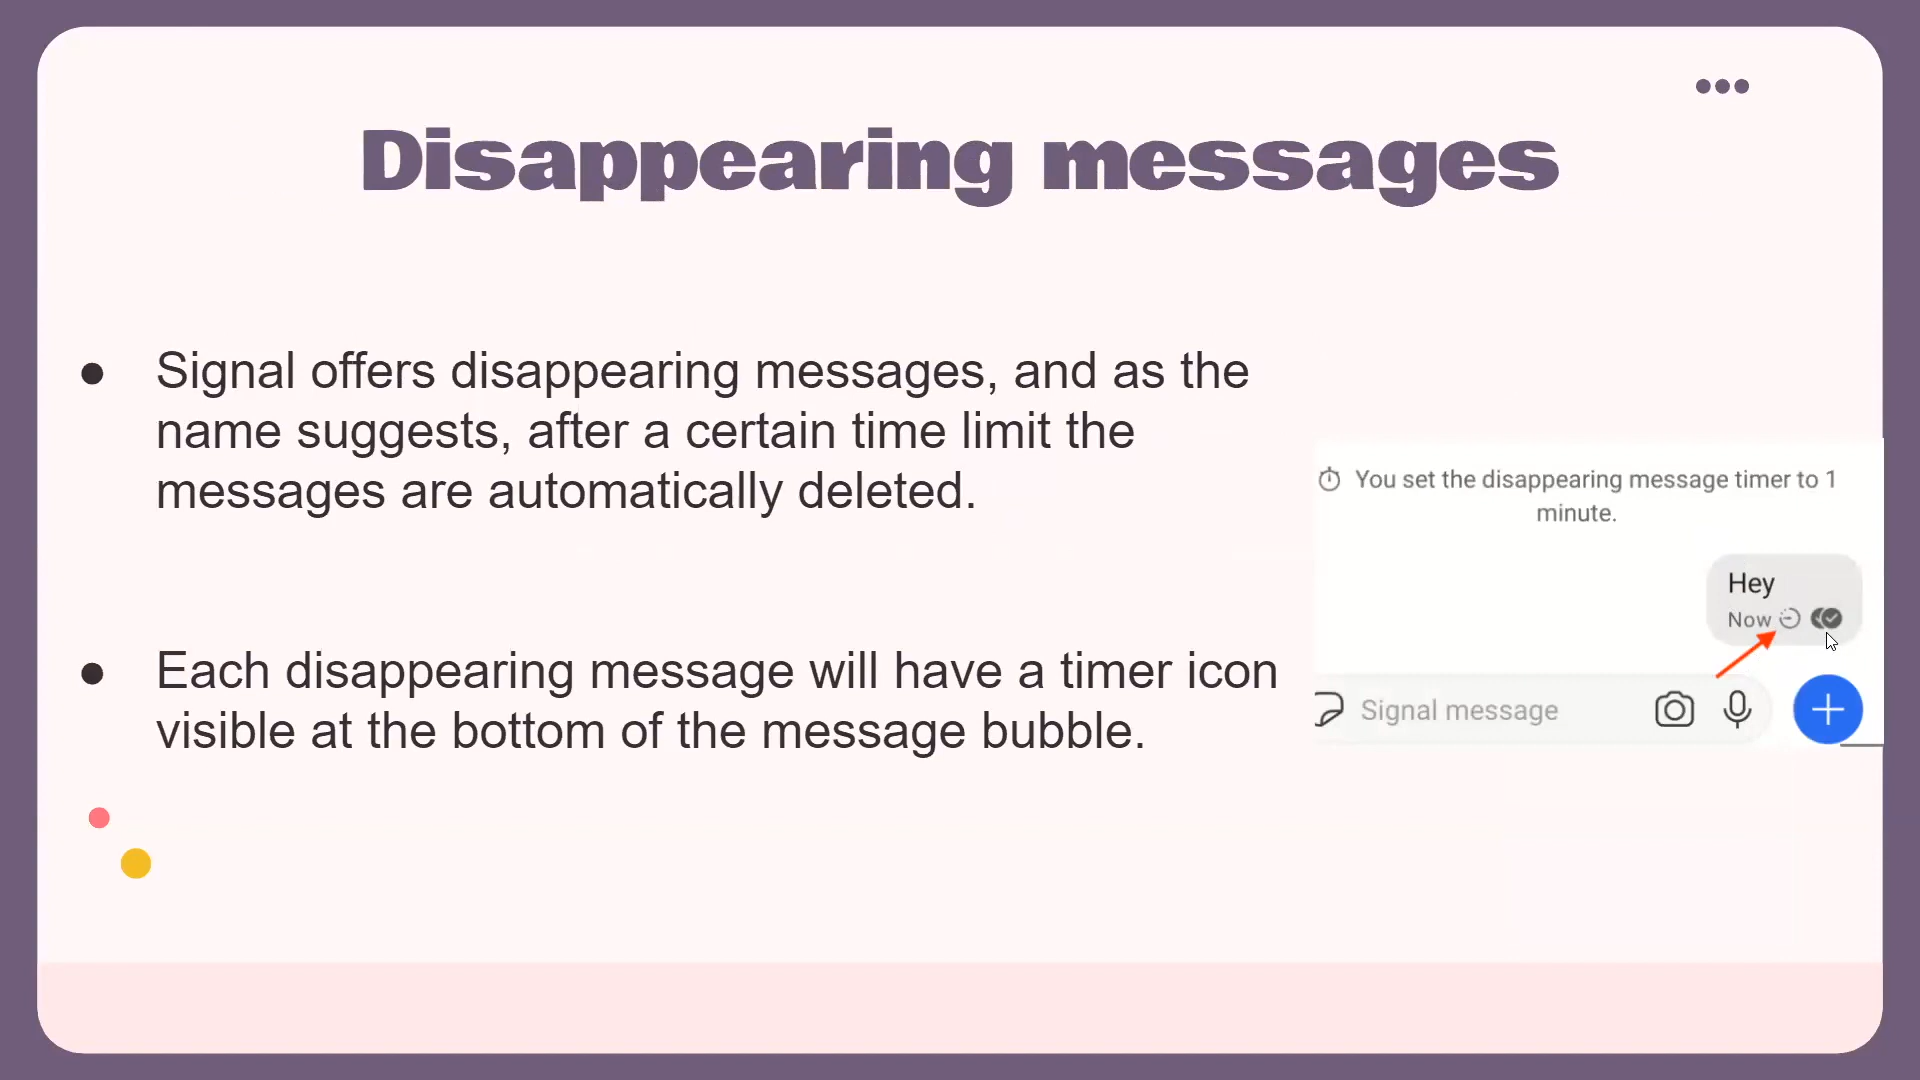 Disappearing messages
● Signal offers disappearing messages, and as the
name suggests, after a certain time limit the
messages are automatically deleted.
● Each disappearing message will have a timer icon
visible at the bottom of the message bubble.
You set the disappearing message timer to 1
minute.
Hey
Now
Signal message